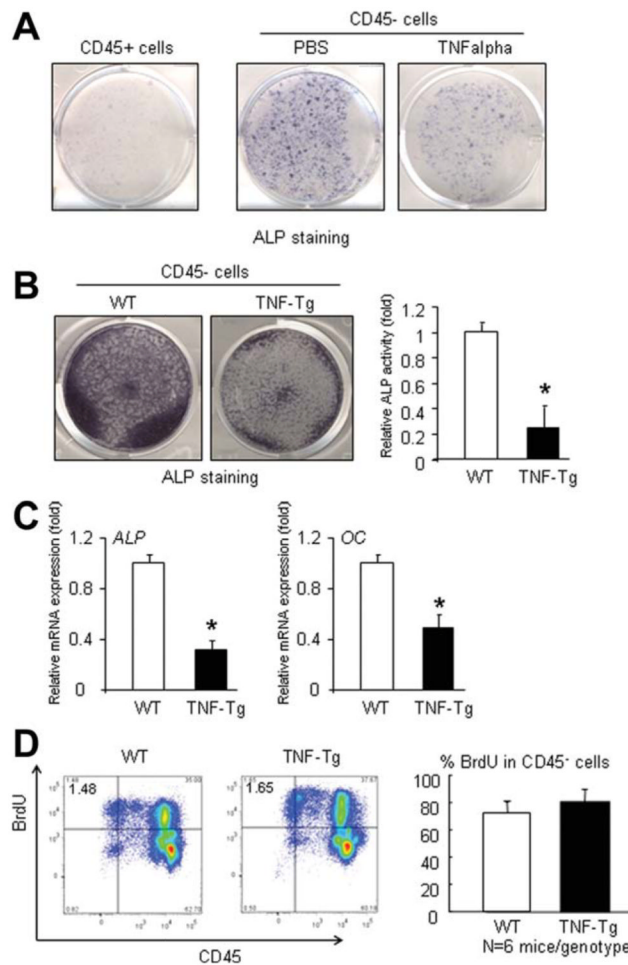 A
CD45+ cells
CD45- cells
PBS
TNFalpha
ALP staining
B
CD45- cells
WT
TNF-Tg
ALP staining
Relative ALP activity (fold)
1.2
1
0.8
0.6
0.4
0.2
0
*
WT
TNF-Tg
C
Relative mRNA expression (fold)
ALP
1.2
0.8
0.4
0
*
WT
TNF-Tg
Relative mRNA expression (fold)
OC
1.2
0.8
0.4
0
*
WT
TNF-Tg
D
WT
TNF-Tg
BrdU
1.48
1.65
CD45
% BrdU in CD45- cells
100
80
60
40
20
0
WT
TNF-Tg
N=6 mice/genotype